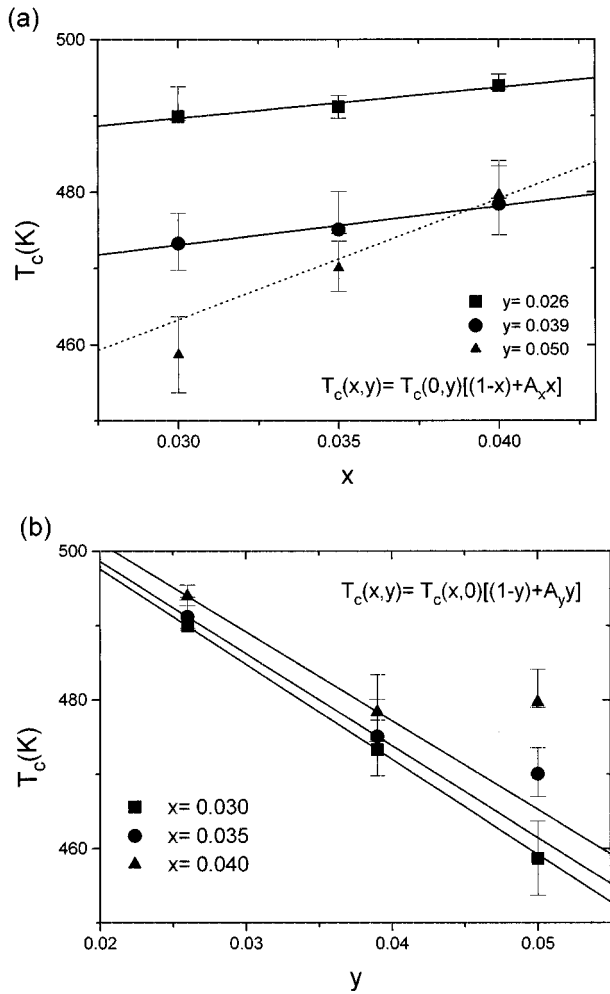 (a)
500
480
460
T_c(K)
y= 0.026
y= 0.039
y= 0.050
T_c(x,y)= T_c(0,y)[(1-x)+A_xx]
0.030 0.035 0.040
x
(b)
500
480
460
T_c(K)
T_c(x,y)= T_c(x,0)[(1-y)+A_yy]
x= 0.030
x= 0.035
x= 0.040
0.02 0.03 0.04 0.05
y